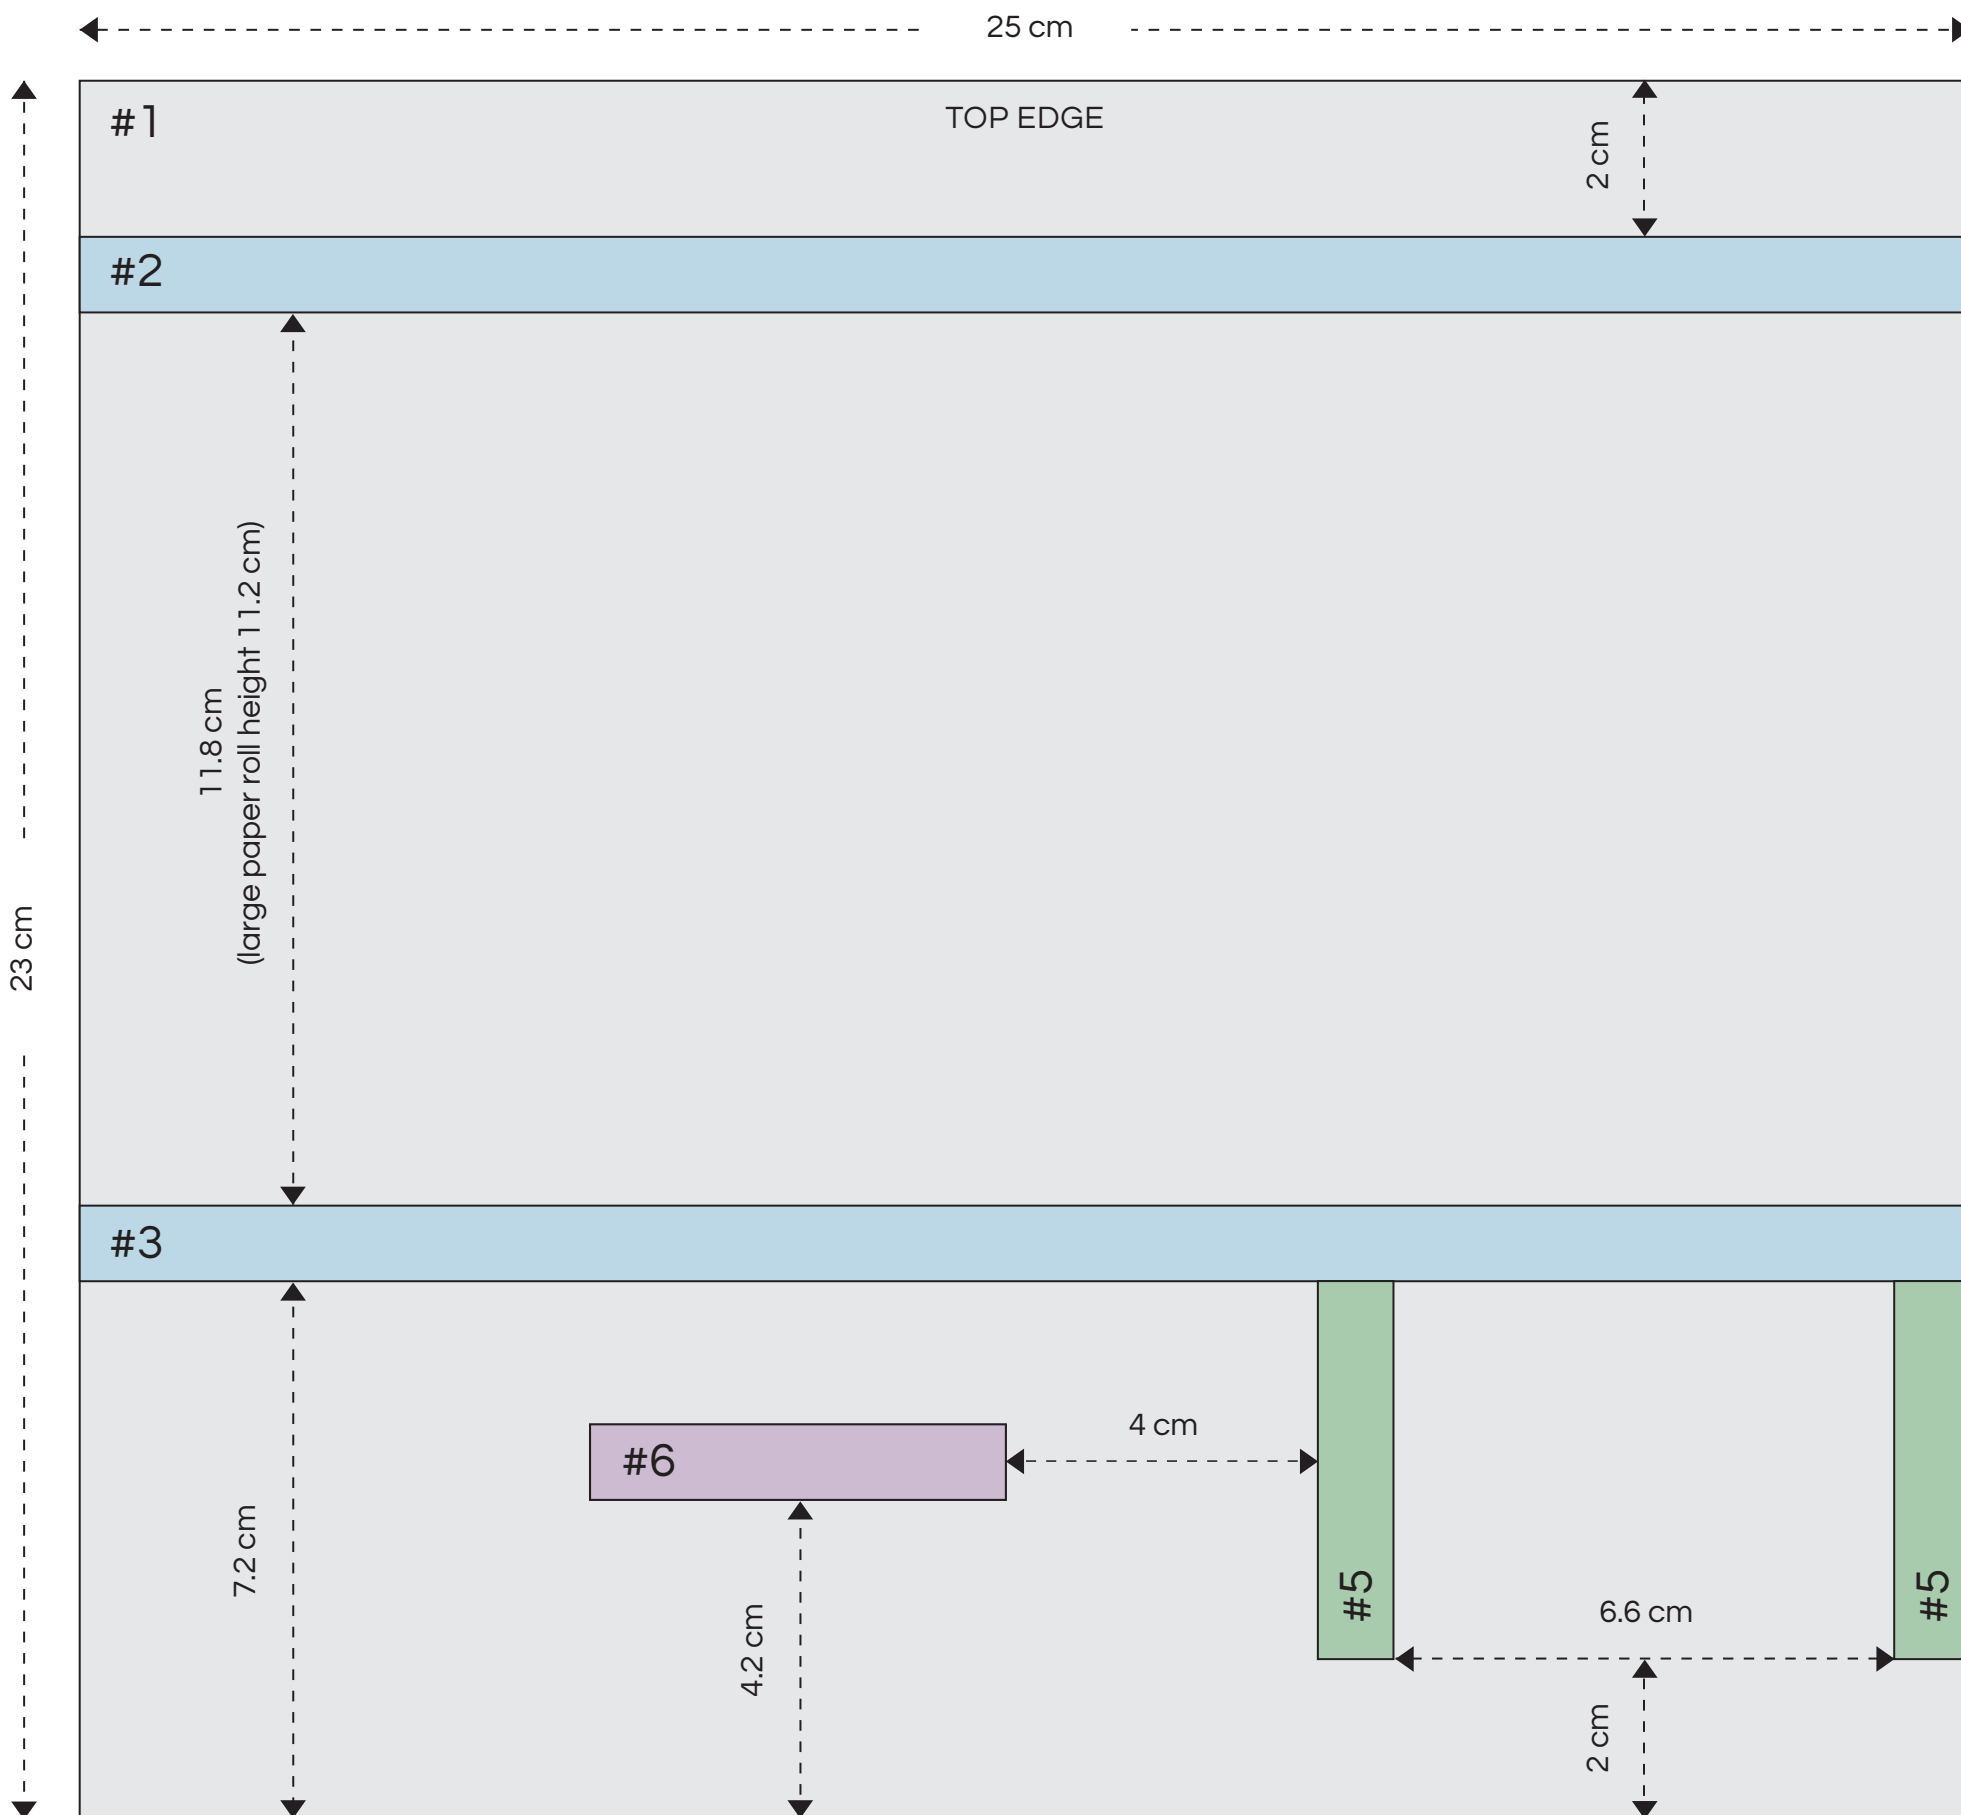 25 cm
#1
TOP EDGE
2 cm
#2
11.8 cm
(large paper roll height 11.2 cm)
23 cm
#3
#6
4 cm
7.2 cm
4.2 cm
#5
6.6 cm
#5
2 cm